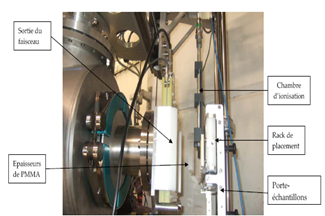 Sortie du
faisceau
Epaisseurs
de PMMA
Chambre
d'ionisation
Rack de
placement
Porte-
échantillons